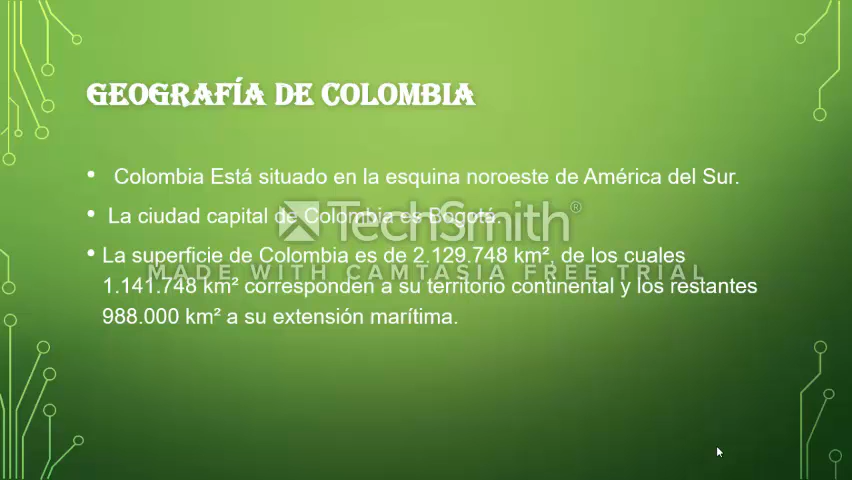 GEOGRAFÍA DE COLOMBIA
• Colombia Está situado en la esquina noroeste de América del Sur.
• La ciudad capital de Colombia es Bogotá.
TechSmith®
• La superficie de Colombia es de 2.129.748 km², de los cuales
MADE WITH CAMTASIA FREE TRIAL
1.141.748 km² corresponden a su territorio continental y los restantes
988.000 km² a su extensión marítima.